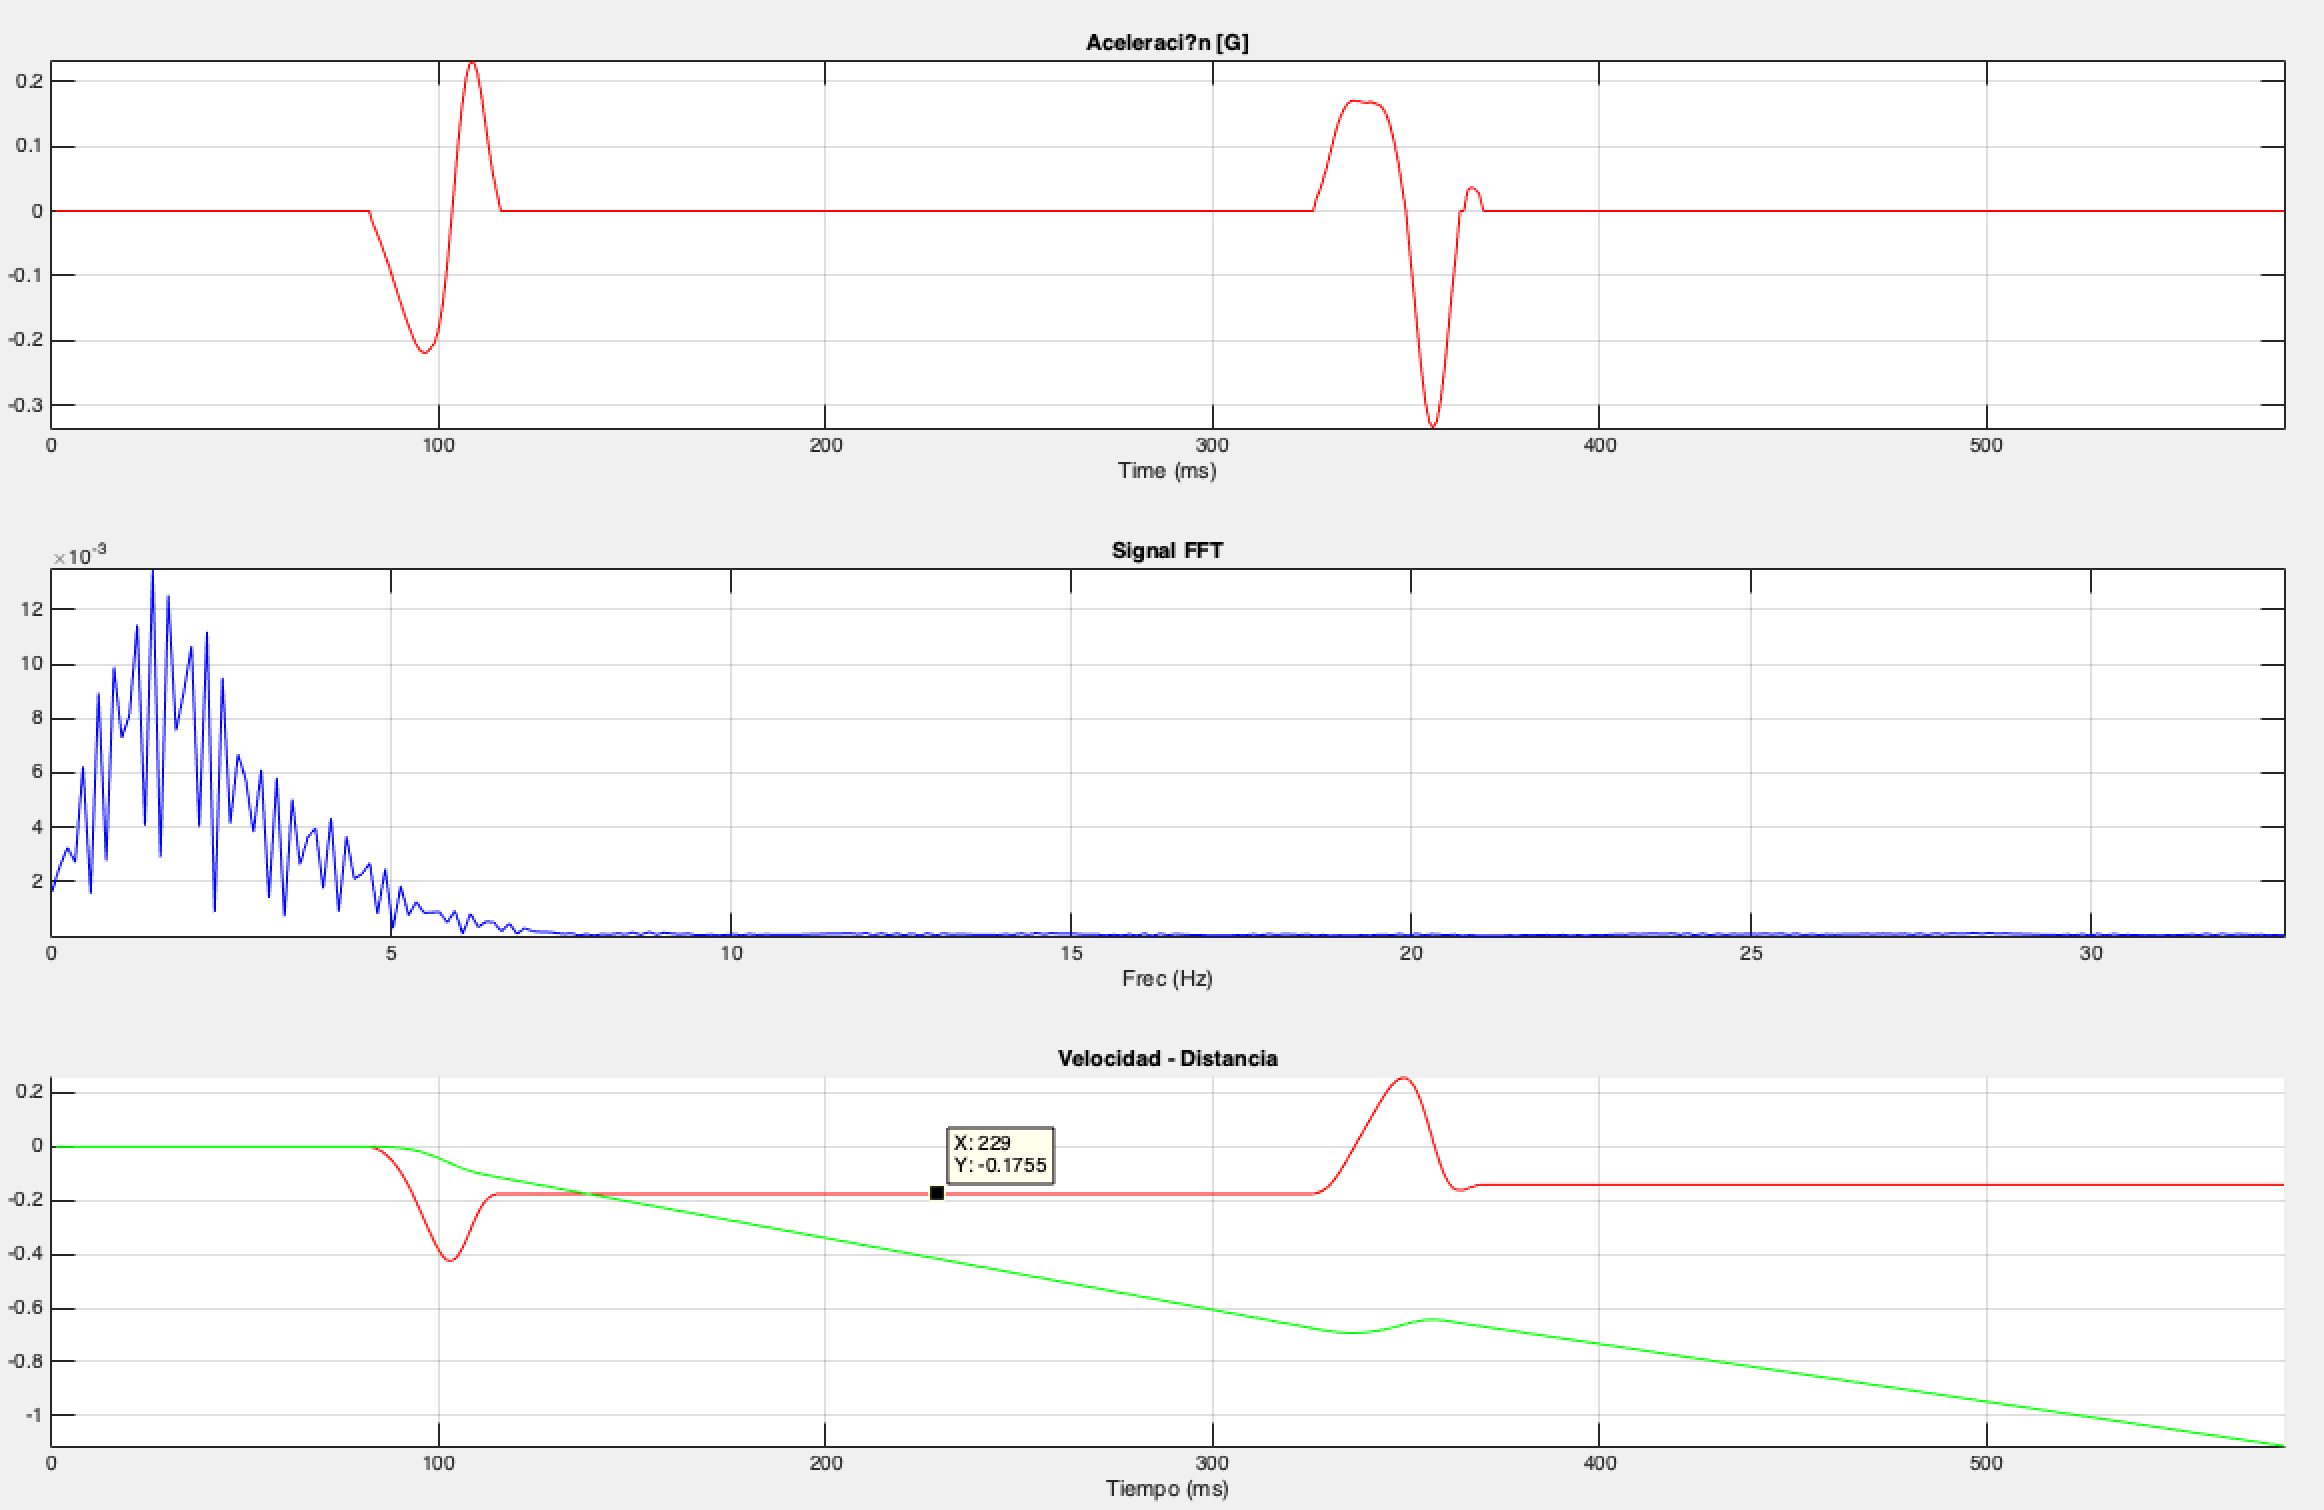 Aceleraci?n [G]
0.2
0.1
0
-0.1
-0.2
-0.3
0 100 200 300 400 500
Time (ms)
Signal FFT
×10-3
12
10
8
6
4
2
0 5 10 15 20 25 30
Frec (Hz)
Velocidad - Distancia
0.2
0
-0.2
-0.4
-0.6
-0.8
-1
X: 229
Y: -0.1755
0 100 200 300 400 500
Tiempo (ms)